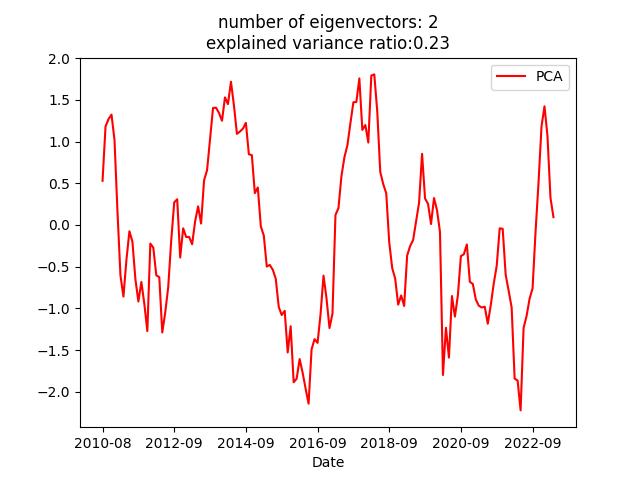 number of eigenvectors: 2
explained variance ratio:0.23
PCA
2.0
1.5
1.0
0.5
0.0
−0.5
−1.0
−1.5
−2.0
2010-08 2012-09 2014-09 2016-09 2018-09 2020-09 2022-09
Date